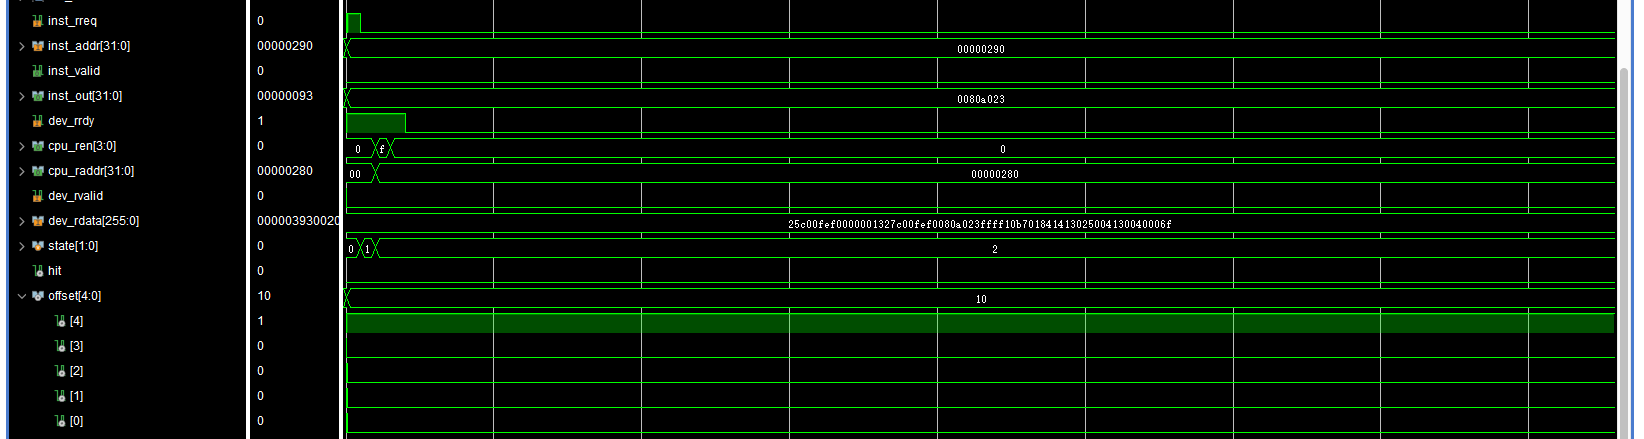 inst_rreq 0
inst_addr[31:0] 00000290 00000290
inst_valid 0
inst_out[31:0] 00000093 0080a023
dev_rrdy 1
cpu_ren[3:0] 0 0 f 0
cpu_raddr[31:0] 00000280 00 00000280
dev_rvalid 0
dev_rdata[255:0] 000003930020 25c00fef0000001327c00fef0080a023ffff10b701841413025004130040006f
state[1:0] 0 0 1 2
hit 0
offset[4:0] 10 10
[4] 1
[3] 0
[2] 0
[1] 0
[0] 0